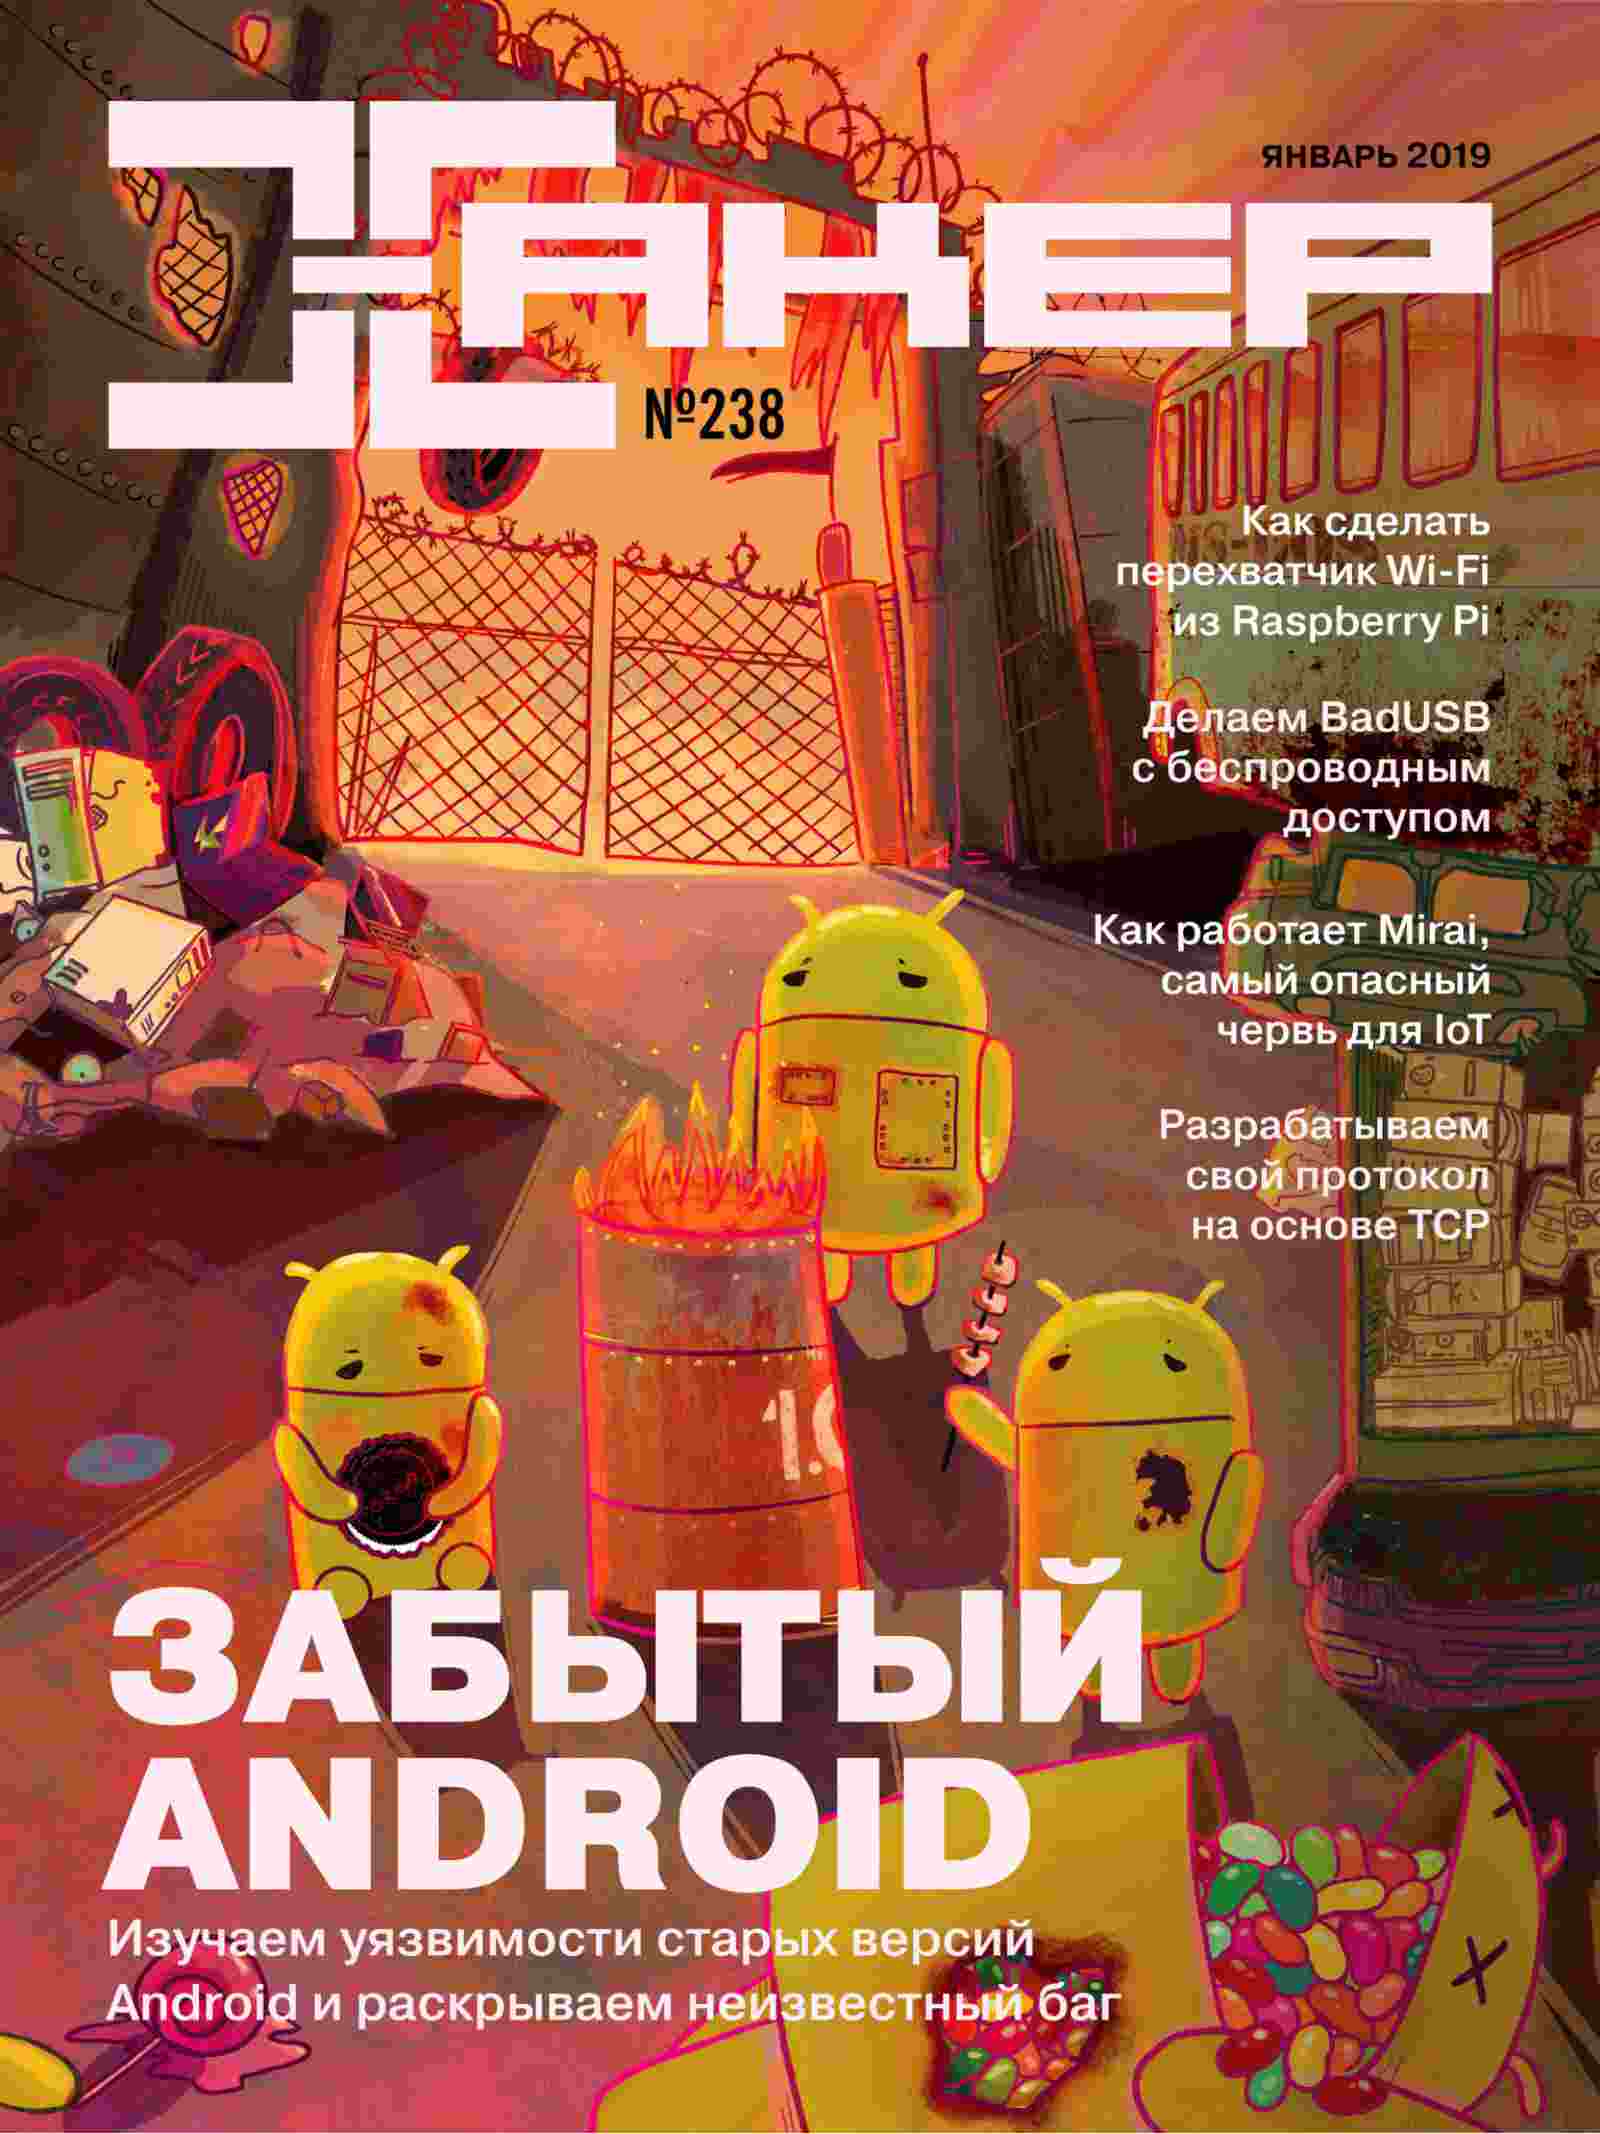 ЯНВАРЬ 2019
ХАКЕР
№238
Как сделать
перехватчик Wi-Fi
из Raspberry Pi
Делаем BadUSB
с беспроводным
доступом
Как работает Mirai,
самый опасный
червь для IoT
Разрабатываем
свой протокол
на основе TCP
ЗАБЫТЫЙ
ANDROID
Изучаем уязвимости старых версий
Android и раскрываем неизвестный баг